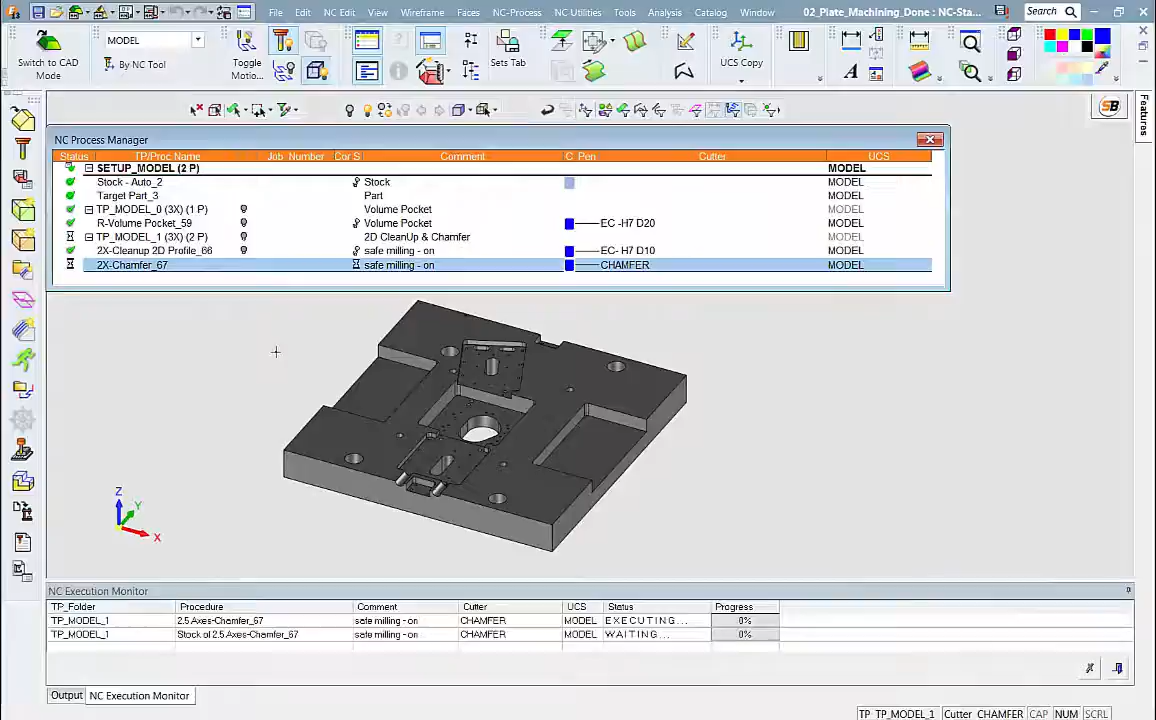 File Edit View Wireframe Faces NC-Process NC Edit NC Utilities Tools Analysis Catalog Window 02_Plate_Machining_Done : NC-Sta... Search
Switch to CAD Mode
MODEL
By NC Tool
Toggle Motion...
Sets Tab
UCS Copy
Features
NC Process Manager
Status TP/Proc Name Job Number Cor S Comment C Pen Cutter UCS
SETUP_MODEL (2 P) MODEL
Stock - Auto_2 Stock MODEL
Target Part_3 Part MODEL
TP_MODEL_0 (3X) (1 P) Volume Pocket MODEL
R-Volume Pocket_59 Volume Pocket EC -H7 D20 MODEL
TP_MODEL_1 (3X) (2 P) 2D CleanUp & Chamfer MODEL
2X-Cleanup 2D Profile_66 safe milling - on EC- H7 D10 MODEL
2X-Chamfer_67 safe milling - on CHAMFER MODEL
Z
Y
X
NC Execution Monitor
TP_Folder Procedure Comment Cutter UCS Status Progress
TP_MODEL_1 2.5 Axes-Chamfer_67 safe milling - on CHAMFER MODEL EXECUTING... 0%
TP_MODEL_1 Stock of 2.5 Axes-Chamfer_67 safe milling - on CHAMFER MODEL WAITING... 0%
Output NC Execution Monitor
TP TP_MODEL_1 Cutter CHAMFER CAP NUM SCRL